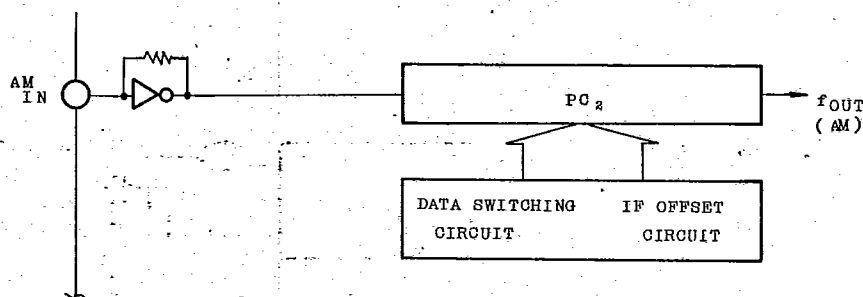 AM
IN
PC2
fOUT
(AM)
DATA SWITCHING
CIRCUIT
IF OFFSET
CIRCUIT